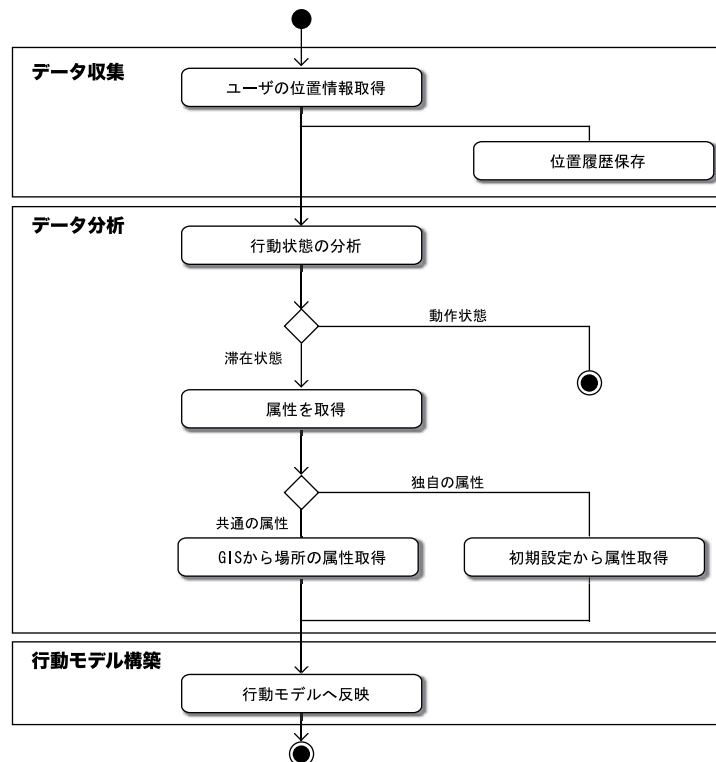 データ収集
ユーザの位置情報取得
位置履歴保存
データ分析
行動状態の分析
動作状態
滞在状態
属性を取得
独自の属性
共通の属性
GISから場所の属性取得
初期設定から属性取得
行動モデル構築
行動モデルへ反映